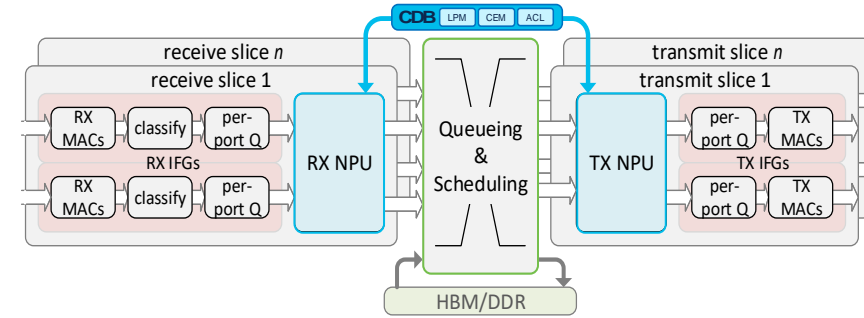 CDB LPM CEM ACL
receive slice n
receive slice 1
RX
MACs
classify
per-
port Q
RX IFGs
RX
MACs
classify
per-
port Q
RX NPU
Queueing
&
Scheduling
HBM/DDR
transmit slice n
transmit slice 1
TX NPU
per-
port Q
TX
MACs
TX IFGs
per-
port Q
TX
MACs